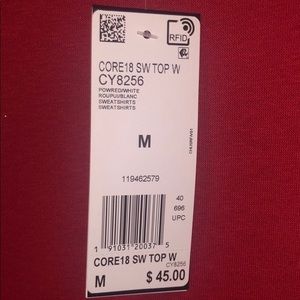 RFID
CORE18 SW TOP W
CY8256
POWRED/WHITE
ROUPUI/BLANC
SWEATSHIRTS
SWEATSHIRTS
M
119462579
40
696
UPC
1 91031 20037 5
CORE18 SW TOP W
CY8256
M $ 45.00